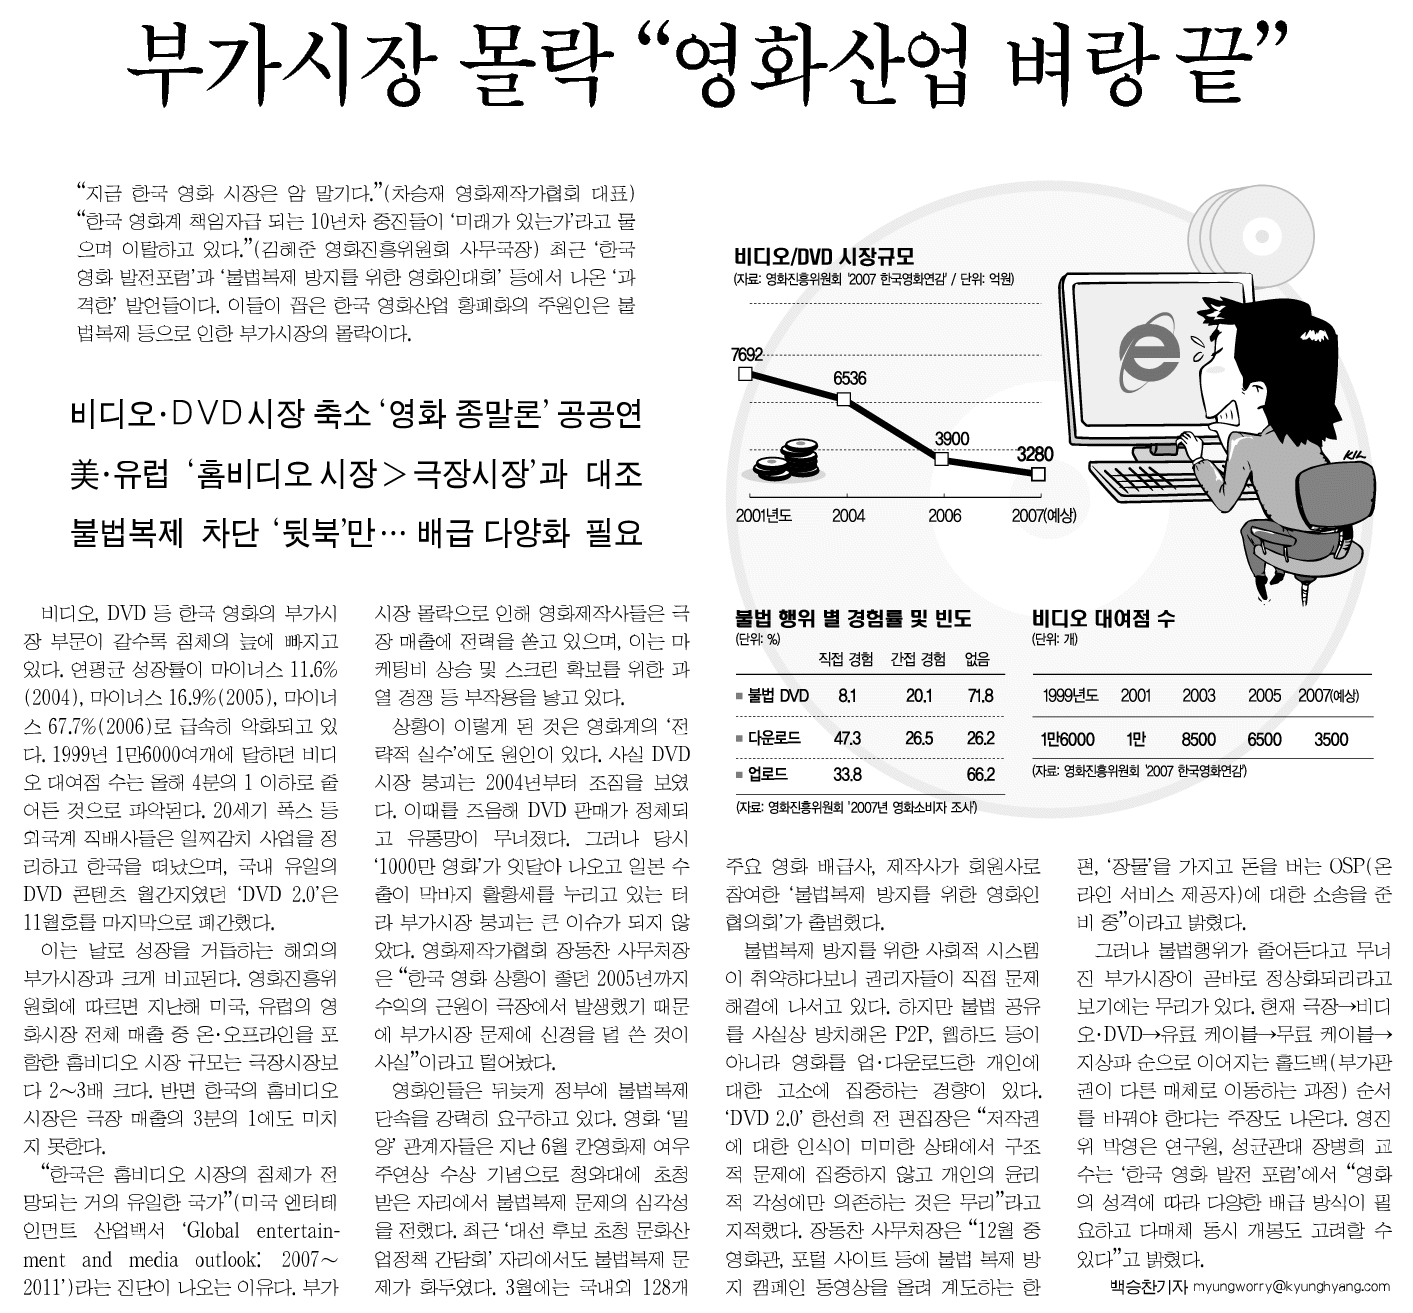 부가시장 몰락 “영화산업 벼랑 끝”
“지금 한국 영화 시장은 암 말기다.”(차승재 영화제작가협회 대표)
“한국 영화계 책임자급 되는 10년차 중진들이 ‘미래가 있는가’라고 물
으며 이탈하고 있다.”(김혜준 영화진흥위원회 사무국장) 최근 ‘한국
영화 발전포럼’과 ‘불법복제 방지를 위한 영화인대회’ 등에서 나온 ‘과
격한’ 발언들이다. 이들이 꼽은 한국 영화산업 황폐화의 주원인은 불
법복제 등으로 인한 부가시장의 몰락이다.
비디오·DVD시장 축소 ‘영화 종말론’ 공공연
美·유럽 ‘홈비디오 시장＞극장시장’과 대조
불법복제 차단 ‘뒷북’만… 배급 다양화 필요
비디오, DVD 등 한국 영화의 부가시
장 부문이 갈수록 침체의 늪에 빠지고
있다. 연평균 성장률이 마이너스 11.6%
(2004), 마이너스 16.9%(2005), 마이너
스 67.7%(2006)로 급속히 악화되고 있
다. 1999년 1만6000여개에 달하던 비디
오 대여점 수는 올해 4분의 1 이하로 줄
어든 것으로 파악된다. 20세기 폭스 등
외국계 직배사들은 일찌감치 사업을 정
리하고 한국을 떠났으며, 국내 유일의
DVD 콘텐츠 월간지였던 ‘DVD 2.0’은
11월호를 마지막으로 폐간했다.
이는 날로 성장을 거듭하는 해외의
부가시장과 크게 비교된다. 영화진흥위
원회에 따르면 지난해 미국, 유럽의 영
화시장 전체 매출 중 온·오프라인을 포
함한 홈비디오 시장 규모는 극장시장보
다 2～3배 크다. 반면 한국의 홈비디오
시장은 극장 매출의 3분의 1에도 미치
지 못한다.
“한국은 홈비디오 시장의 침체가 전
망되는 거의 유일한 국가”(미국 엔터테
인먼트 산업백서 ‘Global entertain-
ment and media outlook: 2007～
2011’)라는 진단이 나오는 이유다. 부가
시장 몰락으로 인해 영화제작사들은 극
장 매출에 전력을 쏟고 있으며, 이는 마
케팅비 상승 및 스크린 확보를 위한 과
열 경쟁 등 부작용을 낳고 있다.
상황이 이렇게 된 것은 영화계의 ‘전
략적 실수’에도 원인이 있다. 사실 DVD
시장 붕괴는 2004년부터 조짐을 보였
다. 이때를 즈음해 DVD 판매가 정체되
고 유통망이 무너졌다. 그러나 당시
‘1000만 영화’가 잇달아 나오고 일본 수
출이 막바지 활황세를 누리고 있는 터
라 부가시장 붕괴는 큰 이슈가 되지 않
았다. 영화제작가협회 장동찬 사무처장
은 “한국 영화 상황이 좋던 2005년까지
수익의 근원이 극장에서 발생했기 때문
에 부가시장 문제에 신경을 덜 쓴 것이
사실”이라고 털어놨다.
영화인들은 뒤늦게 정부에 불법복제
단속을 강력히 요구하고 있다. 영화 ‘밀
양’ 관계자들은 지난 6월 칸영화제 여우
주연상 수상 기념으로 청와대에 초청
받은 자리에서 불법복제 문제의 심각성
을 전했다. 최근 ‘대선 후보 초청 문화산
업정책 간담회’ 자리에서도 불법복제 문
제가 화두였다. 3월에는 국내외 128개
비디오/DVD 시장규모
(자료: 영화진흥위원회 '2007 한국영화연감' / 단위: 억원)
7692
6536
3900
3280
2001년도 2004 2006 2007(예상)
KIL
불법 행위 별 경험률 및 빈도
(단위: %)
직접 경험 간접 경험 없음
불법 DVD 8.1 20.1 71.8
다운로드 47.3 26.5 26.2
업로드 33.8 66.2
(자료: 영화진흥위원회 '2007년 영화소비자 조사')
비디오 대여점 수
(단위: 개)
1999년도 2001 2003 2005 2007(예상)
1만6000 1만 8500 6500 3500
(자료: 영화진흥위원회 '2007 한국영화연감')
주요 영화 배급사, 제작사가 회원사로
참여한 ‘불법복제 방지를 위한 영화인
협의회’가 출범했다.
불법복제 방지를 위한 사회적 시스템
이 취약하다보니 권리자들이 직접 문제
해결에 나서고 있다. 하지만 불법 공유
를 사실상 방치해온 P2P, 웹하드 등이
아니라 영화를 업·다운로드한 개인에
대한 고소에 집중하는 경향이 있다.
‘DVD 2.0’ 한선희 전 편집장은 “저작권
에 대한 인식이 미미한 상태에서 구조
적 문제에 집중하지 않고 개인의 윤리
적 각성에만 의존하는 것은 무리”라고
지적했다. 장동찬 사무처장은 “12월 중
영화관, 포털 사이트 등에 불법 복제 방
지 캠페인 동영상을 올려 계도하는 한
편, ‘장물’을 가지고 돈을 버는 OSP(온
라인 서비스 제공자)에 대한 소송을 준
비 중”이라고 밝혔다.
그러나 불법행위가 줄어든다고 무너
진 부가시장이 곧바로 정상화되리라고
보기에는 무리가 있다. 현재 극장→비디
오·DVD→유료 케이블→무료 케이블→
지상파 순으로 이어지는 홀드백(부가판
권이 다른 매체로 이동하는 과정) 순서
를 바꿔야 한다는 주장도 나온다. 영진
위 박영은 연구원, 성균관대 장병희 교
수는 ‘한국 영화 발전 포럼’에서 “영화
의 성격에 따라 다양한 배급 방식이 필
요하고 다매체 동시 개봉도 고려할 수
있다”고 밝혔다.
백승찬기자 myungworry@kyunghyang.com